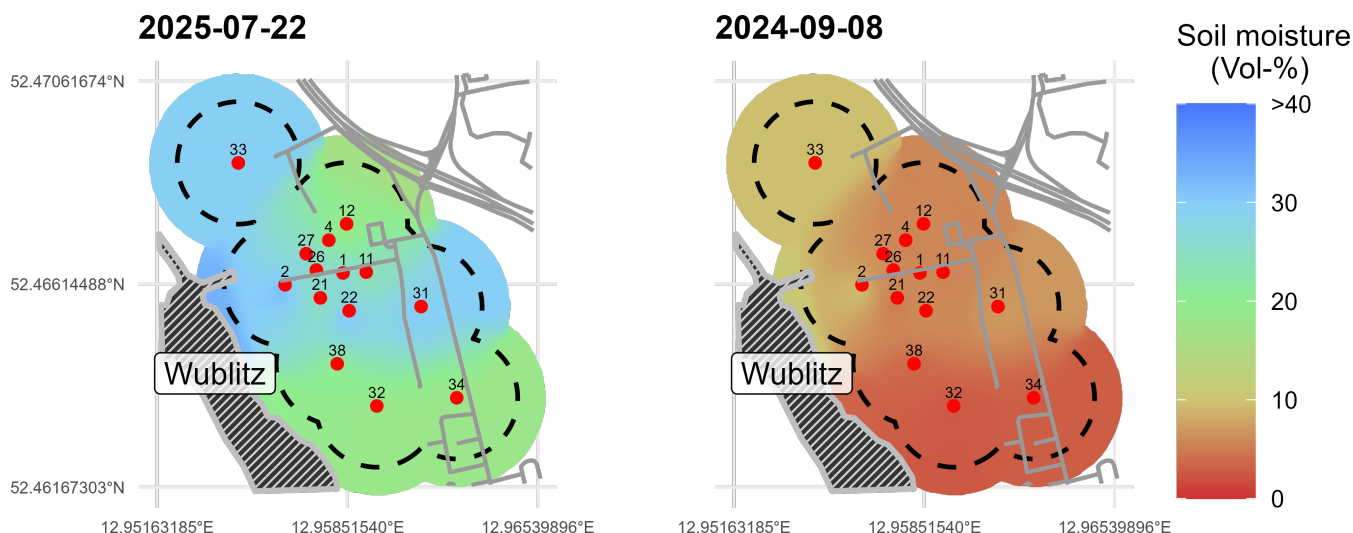 2025-07-22
2024-09-08
Soil moisture
(Vol-%)
52.47061674°N
52.46614488°N
52.46167303°N
33
12
4
27
26
1
11
2
21
22
31
38
32
34
Wublitz
12.95163185°E
12.95851540°E
12.96539896°E
33
12
4
27
26
1
11
2
21
22
31
38
32
34
Wublitz
12.95163185°E
12.95851540°E
12.96539896°E
>40
30
20
10
0